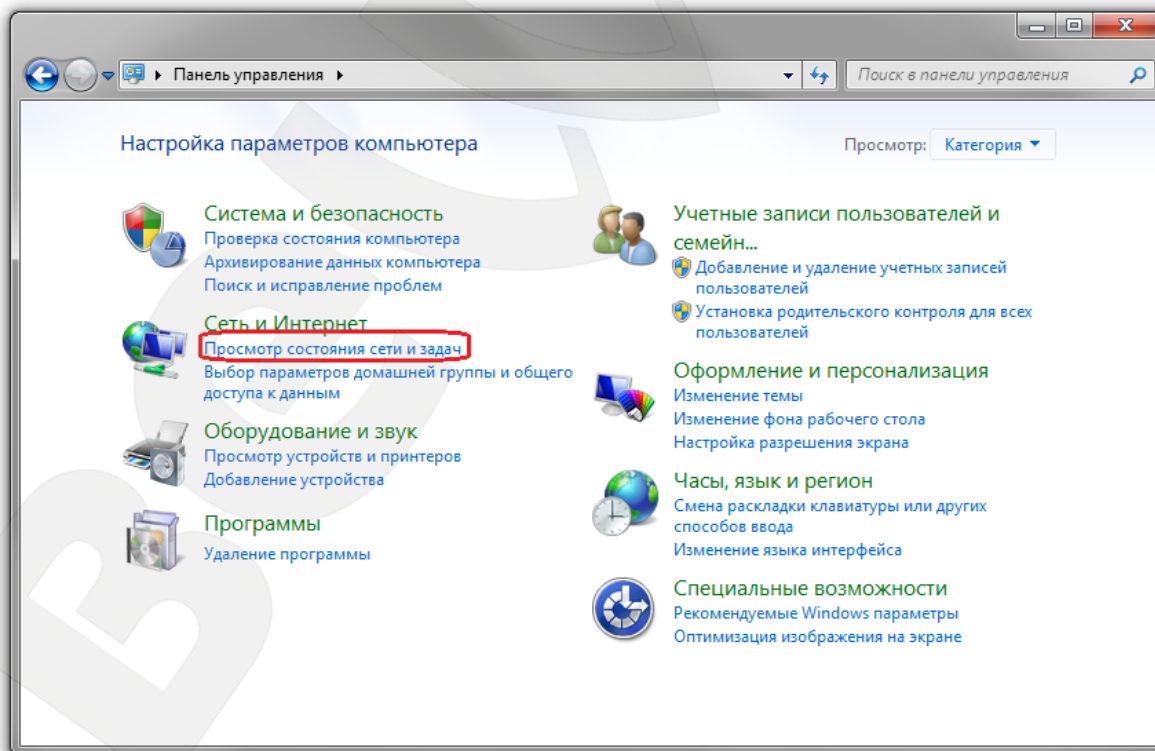 Панель управления
Поиск в панели управления
Настройка параметров компьютера
Просмотр: Категория
Система и безопасность
Проверка состояния компьютера
Архивирование данных компьютера
Поиск и исправление проблем
Сеть и Интернет
Просмотр состояния сети и задач
Выбор параметров домашней группы и общего
доступа к данным
Оборудование и звук
Просмотр устройств и принтеров
Добавление устройства
Программы
Удаление программы
Учетные записи пользователей и
семейн...
Добавление и удаление учетных записей
пользователей
Установка родительского контроля для всех
пользователей
Оформление и персонализация
Изменение темы
Изменение фона рабочего стола
Настройка разрешения экрана
Часы, язык и регион
Смена раскладки клавиатуры или других
способов ввода
Изменение языка интерфейса
Специальные возможности
Рекомендуемые Windows параметры
Оптимизация изображения на экране